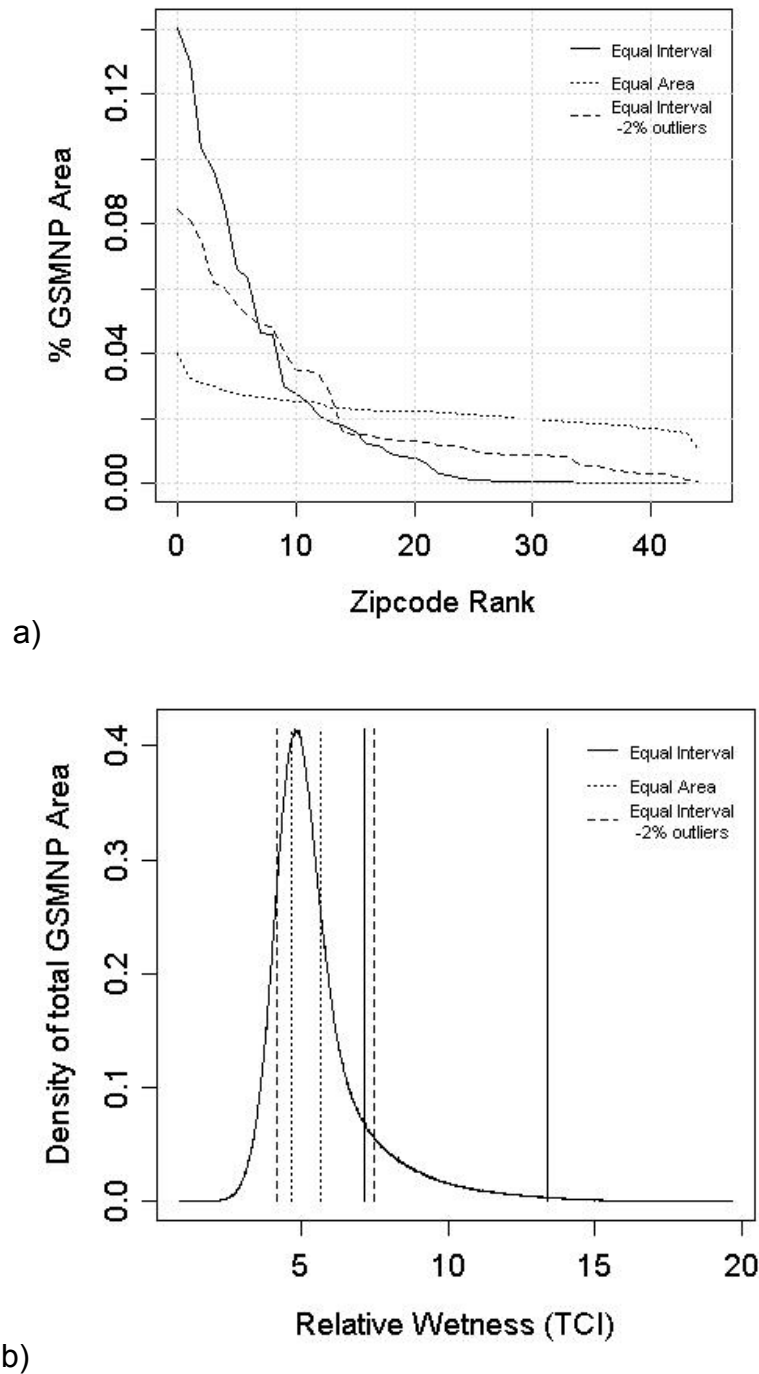 % GSMNP Area
0.12
0.08
0.04
0.00
Equal Interval
Equal Area
Equal Interval
-2% outliers
0 10 20 30 40
Zipcode Rank
a)
Density of total GSMNP Area
0.4
0.3
0.2
0.1
0.0
Equal Interval
Equal Area
Equal Interval
-2% outliers
5 10 15 20
Relative Wetness (TCI)
b)